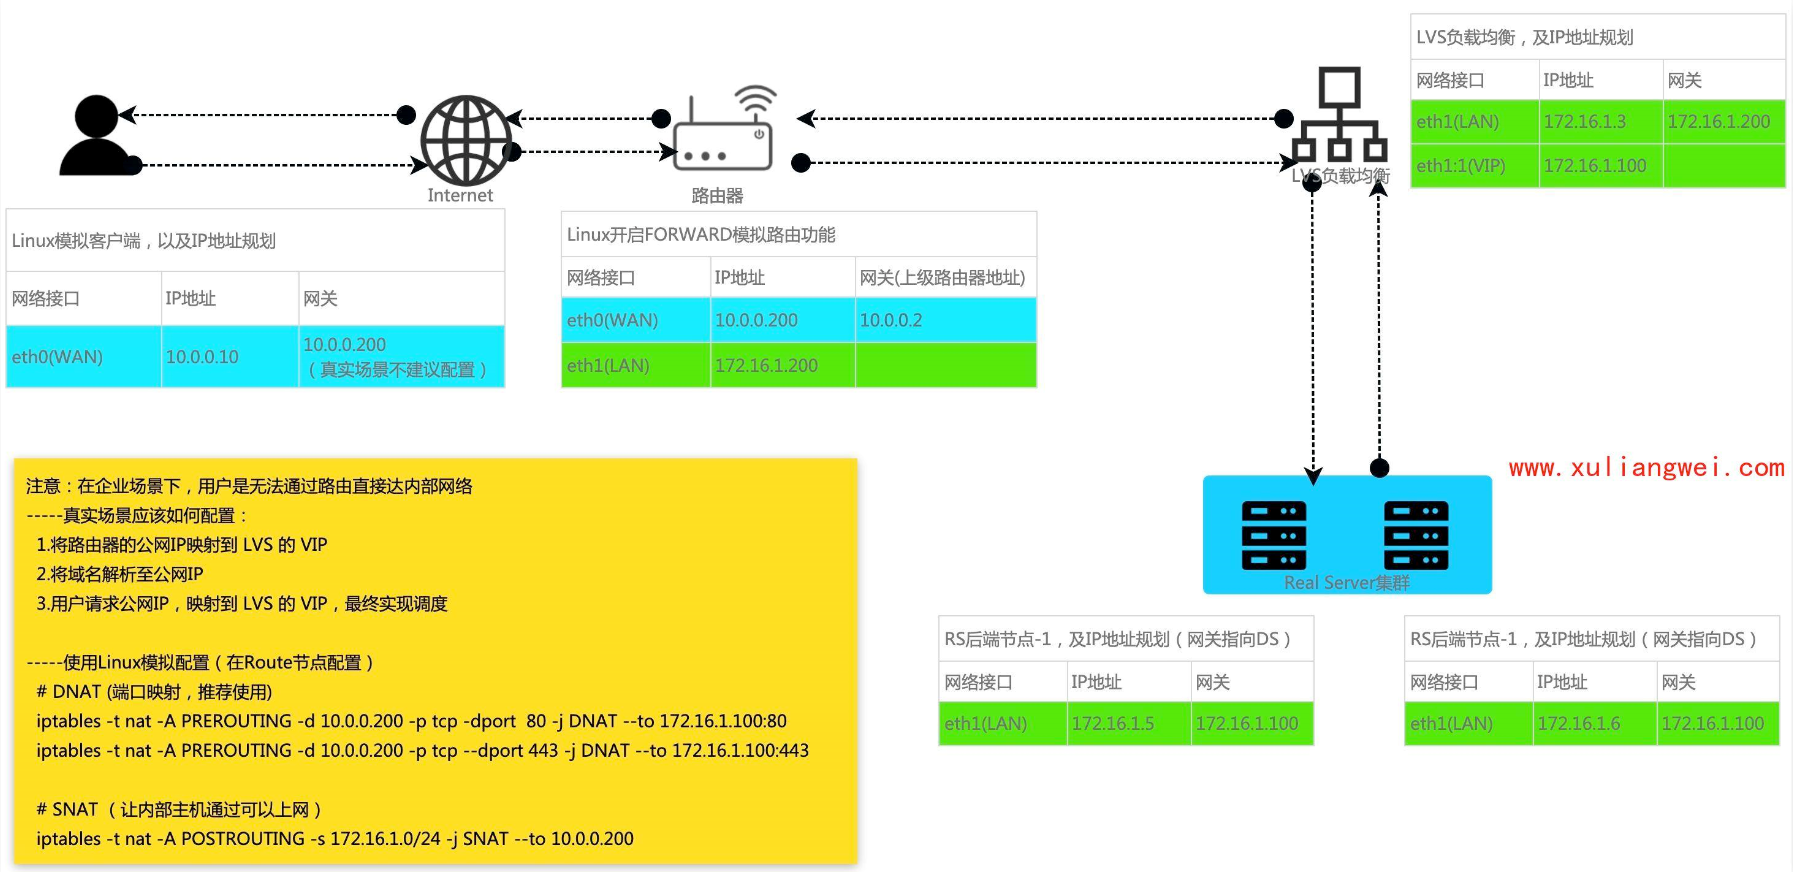 Internet
路由器
LVS负载均衡
LVS负载均衡，及IP地址规划
网络接口 IP地址 网关
eth1(LAN) 172.16.1.3 172.16.1.200
eth1:1(VIP) 172.16.1.100
Linux模拟客户端，以及IP地址规划
网络接口 IP地址 网关
eth0(WAN) 10.0.0.10 10.0.0.200
（真实场景不建议配置）
Linux开启FORWARD模拟路由功能
网络接口 IP地址 网关(上级路由器地址)
eth0(WAN) 10.0.0.200 10.0.0.2
eth1(LAN) 172.16.1.200
www.xuliangwei.com
注意：在企业场景下，用户是无法通过路由直接达内部网络
-----真实场景应该如何配置：
1.将路由器的公网IP映射到 LVS 的 VIP
2.将域名解析至公网IP
3.用户请求公网IP，映射到 LVS 的 VIP，最终实现调度
-----使用Linux模拟配置（在Route节点配置）
# DNAT (端口映射，推荐使用)
iptables -t nat -A PREROUTING -d 10.0.0.200 -p tcp -dport  80 -j DNAT --to 172.16.1.100:80
iptables -t nat -A PREROUTING -d 10.0.0.200 -p tcp --dport 443 -j DNAT --to 172.16.1.100:443
# SNAT （让内部主机通过可以上网）
iptables -t nat -A POSTROUTING -s 172.16.1.0/24 -j SNAT --to 10.0.0.200
Real Server集群
RS后端节点-1，及IP地址规划（网关指向DS）
网络接口 IP地址 网关
eth1(LAN) 172.16.1.5 172.16.1.100
RS后端节点-1，及IP地址规划（网关指向DS）
网络接口 IP地址 网关
eth1(LAN) 172.16.1.6 172.16.1.100